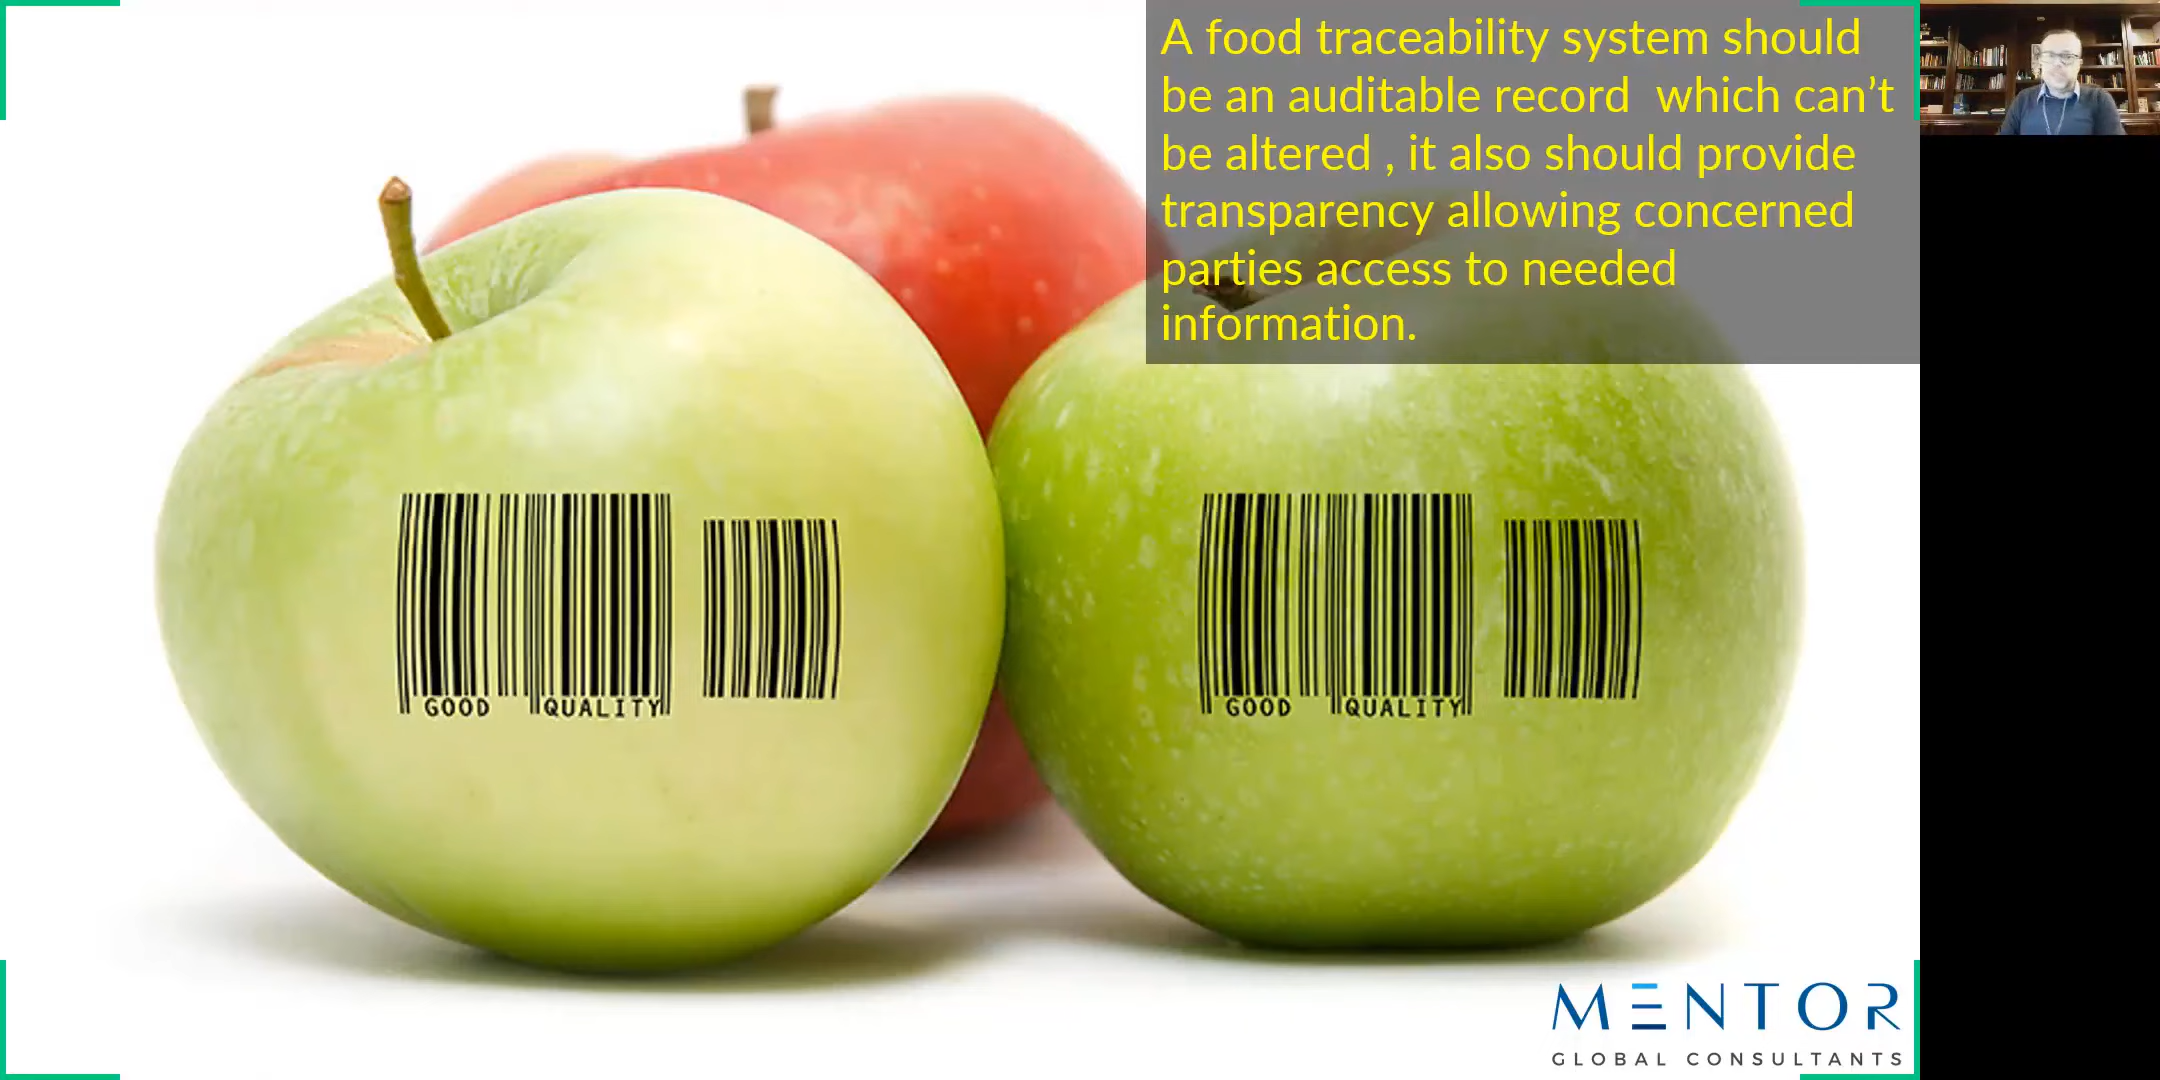 A food traceability system should
be an auditable record  which can’t
be altered , it also should provide
transparency allowing concerned
parties access to needed
information.
GOOD QUALITY
GOOD QUALITY
MENTOR
GLOBAL CONSULTANTS